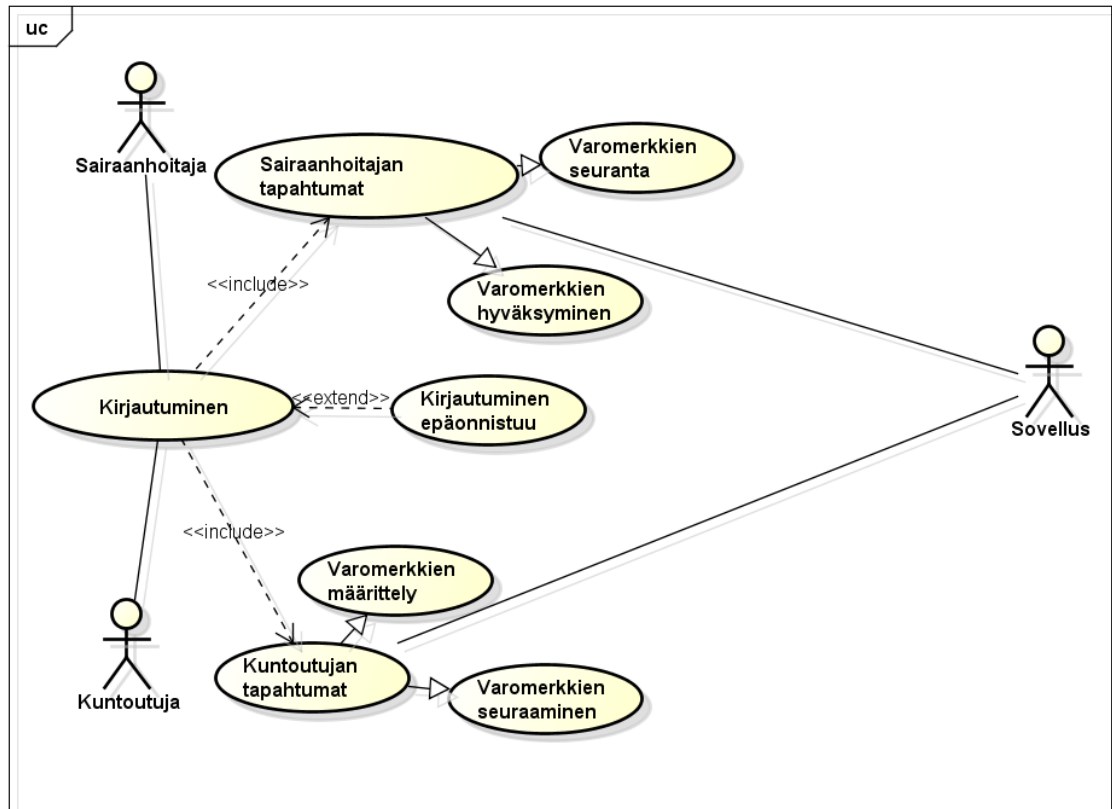 uc
Sairaanhoitaja
Sairaanhoitajan
tapahtumat
Varomerkkien
seuranta
<<include>>
Varomerkkien
hyväksyminen
Kirjautuminen
<<extend>>
Kirjautuminen
epäonnistuu
Sovellus
<<include>>
Varomerkkien
määrittely
Kuntoutuja
Kuntoutujan
tapahtumat
Varomerkkien
seuraaminen